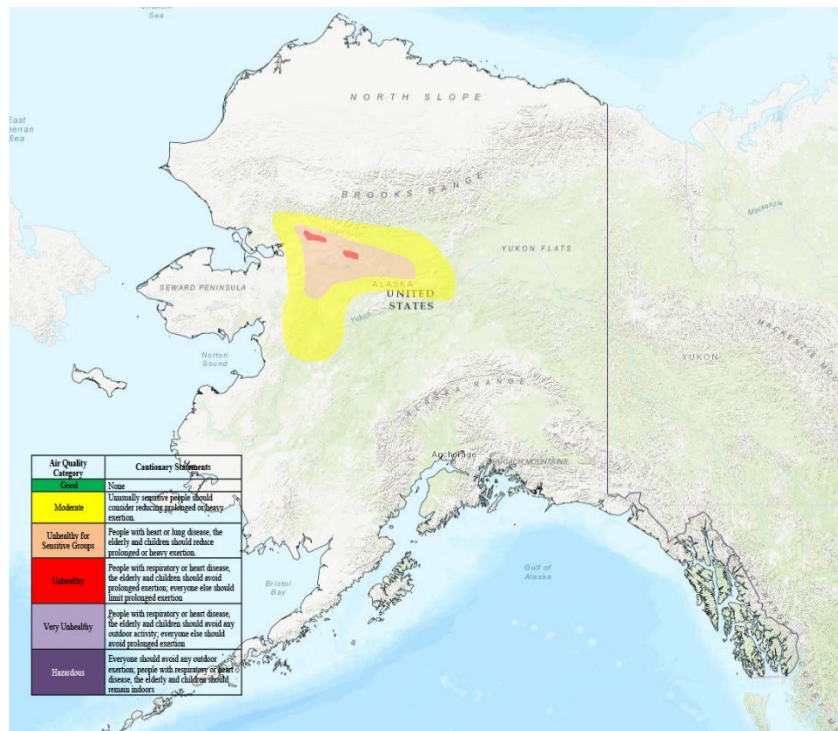 Sea
NORTH SLOPE
East
Sea
BROOKS RANGE
Mackenzie
YUKON FLATS
SEWARD PENINSULA
ALASKA
UNITED
STATES
Yukon
YUKON
Norton
Sound
ALASKA RANGE
Anchorage
CHUGACH MOUNTAINS
Gulf of
Alaska
Bristol
Bay
Air Quality
Category
Cautionary Statements
Good
None
Moderate
Unusually sensitive people should
consider reducing prolonged or heavy
exertion.
Unhealthy for
Sensitive Groups
People with heart or lung disease, the
elderly and children should reduce
prolonged or heavy exertion.
Unhealthy
People with respiratory or heart disease,
the elderly and children should avoid
prolonged exertion; everyone else should
limit prolonged exertion
Very Unhealthy
People with respiratory or heart disease,
the elderly and children should avoid any
outdoor activity; everyone else should
avoid prolonged exertion
Hazardous
Everyone should avoid any outdoor
exertion; people with respiratory or heart
disease, the elderly and children should
remain indoors